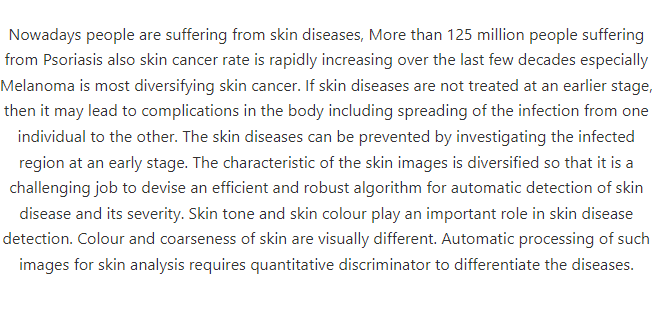 Nowadays people are suffering from skin diseases, More than 125 million people suffering
from Psoriasis also skin cancer rate is rapidly increasing over the last few decades especially
Melanoma is most diversifying skin cancer. If skin diseases are not treated at an earlier stage,
then it may lead to complications in the body including spreading of the infection from one
individual to the other. The skin diseases can be prevented by investigating the infected
region at an early stage. The characteristic of the skin images is diversified so that it is a
challenging job to devise an efficient and robust algorithm for automatic detection of skin
disease and its severity. Skin tone and skin colour play an important role in skin disease
detection. Colour and coarseness of skin are visually different. Automatic processing of such
images for skin analysis requires quantitative discriminator to differentiate the diseases.